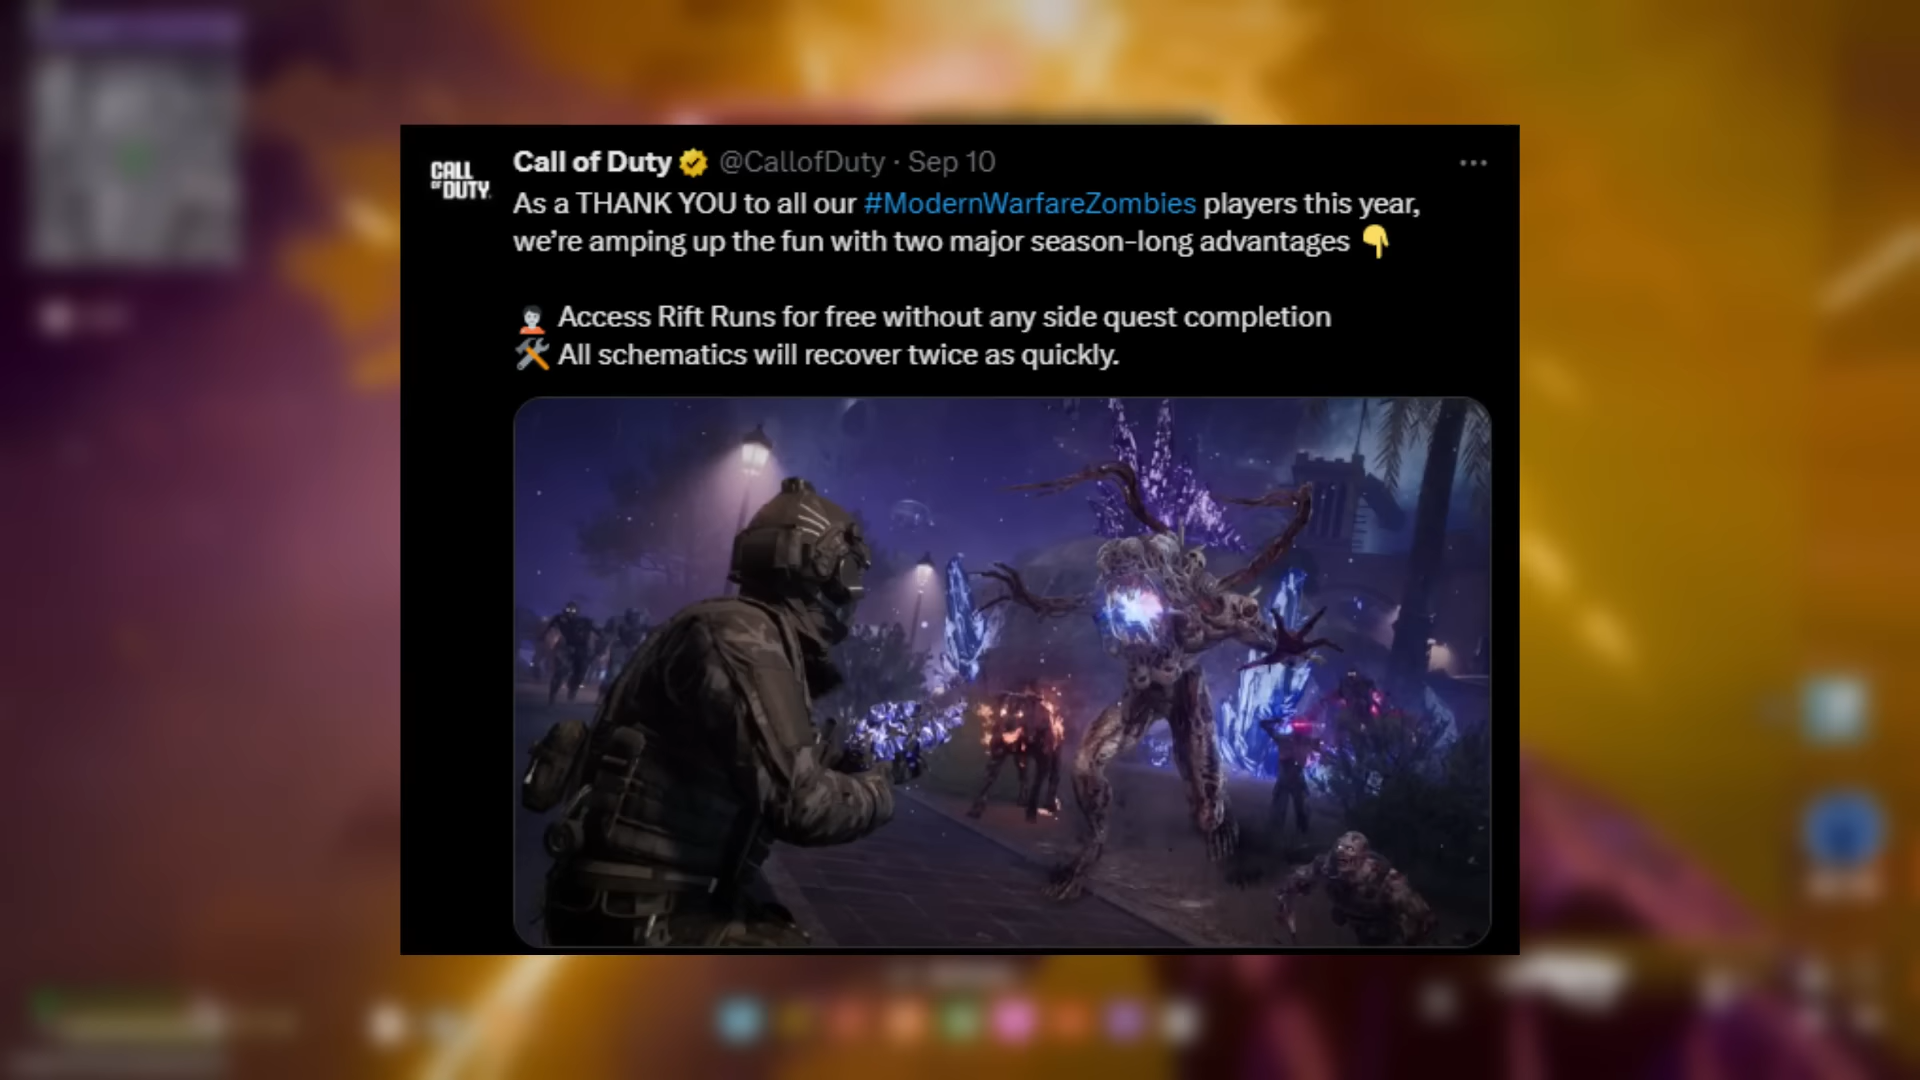 CALL
OF DUTY
Call of Duty @CallofDuty · Sep 10
As a THANK YOU to all our #ModernWarfareZombies players this year,
we’re amping up the fun with two major season-long advantages 👇
🧛🏻 Access Rift Runs for free without any side quest completion
🛠️ All schematics will recover twice as quickly.